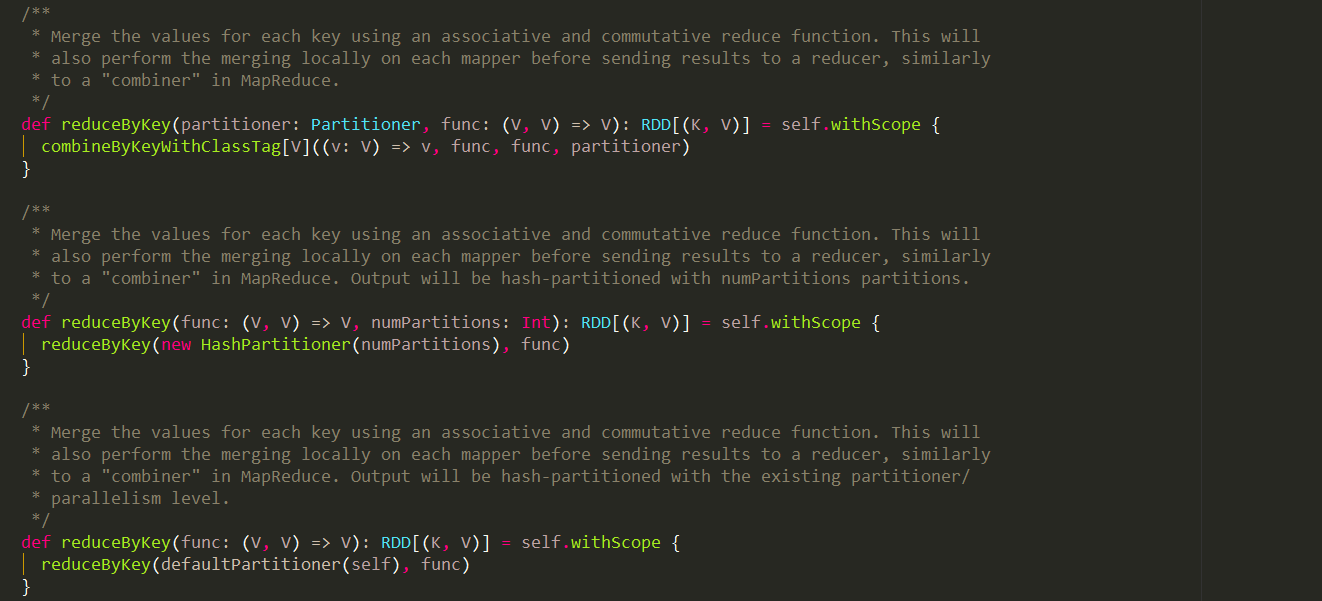 /**
 * Merge the values for each key using an associative and commutative reduce function. This will
 * also perform the merging locally on each mapper before sending results to a reducer, similarly
 * to a "combiner" in MapReduce.
 */
def reduceByKey(partitioner: Partitioner, func: (V, V) => V): RDD[(K, V)] = self.withScope {
  combineByKeyWithClassTag[V]((v: V) => v, func, func, partitioner)
}

/**
 * Merge the values for each key using an associative and commutative reduce function. This will
 * also perform the merging locally on each mapper before sending results to a reducer, similarly
 * to a "combiner" in MapReduce. Output will be hash-partitioned with numPartitions partitions.
 */
def reduceByKey(func: (V, V) => V, numPartitions: Int): RDD[(K, V)] = self.withScope {
  reduceByKey(new HashPartitioner(numPartitions), func)
}

/**
 * Merge the values for each key using an associative and commutative reduce function. This will
 * also perform the merging locally on each mapper before sending results to a reducer, similarly
 * to a "combiner" in MapReduce. Output will be hash-partitioned with the existing partitioner/
 * parallelism level.
 */
def reduceByKey(func: (V, V) => V): RDD[(K, V)] = self.withScope {
  reduceByKey(defaultPartitioner(self), func)
}